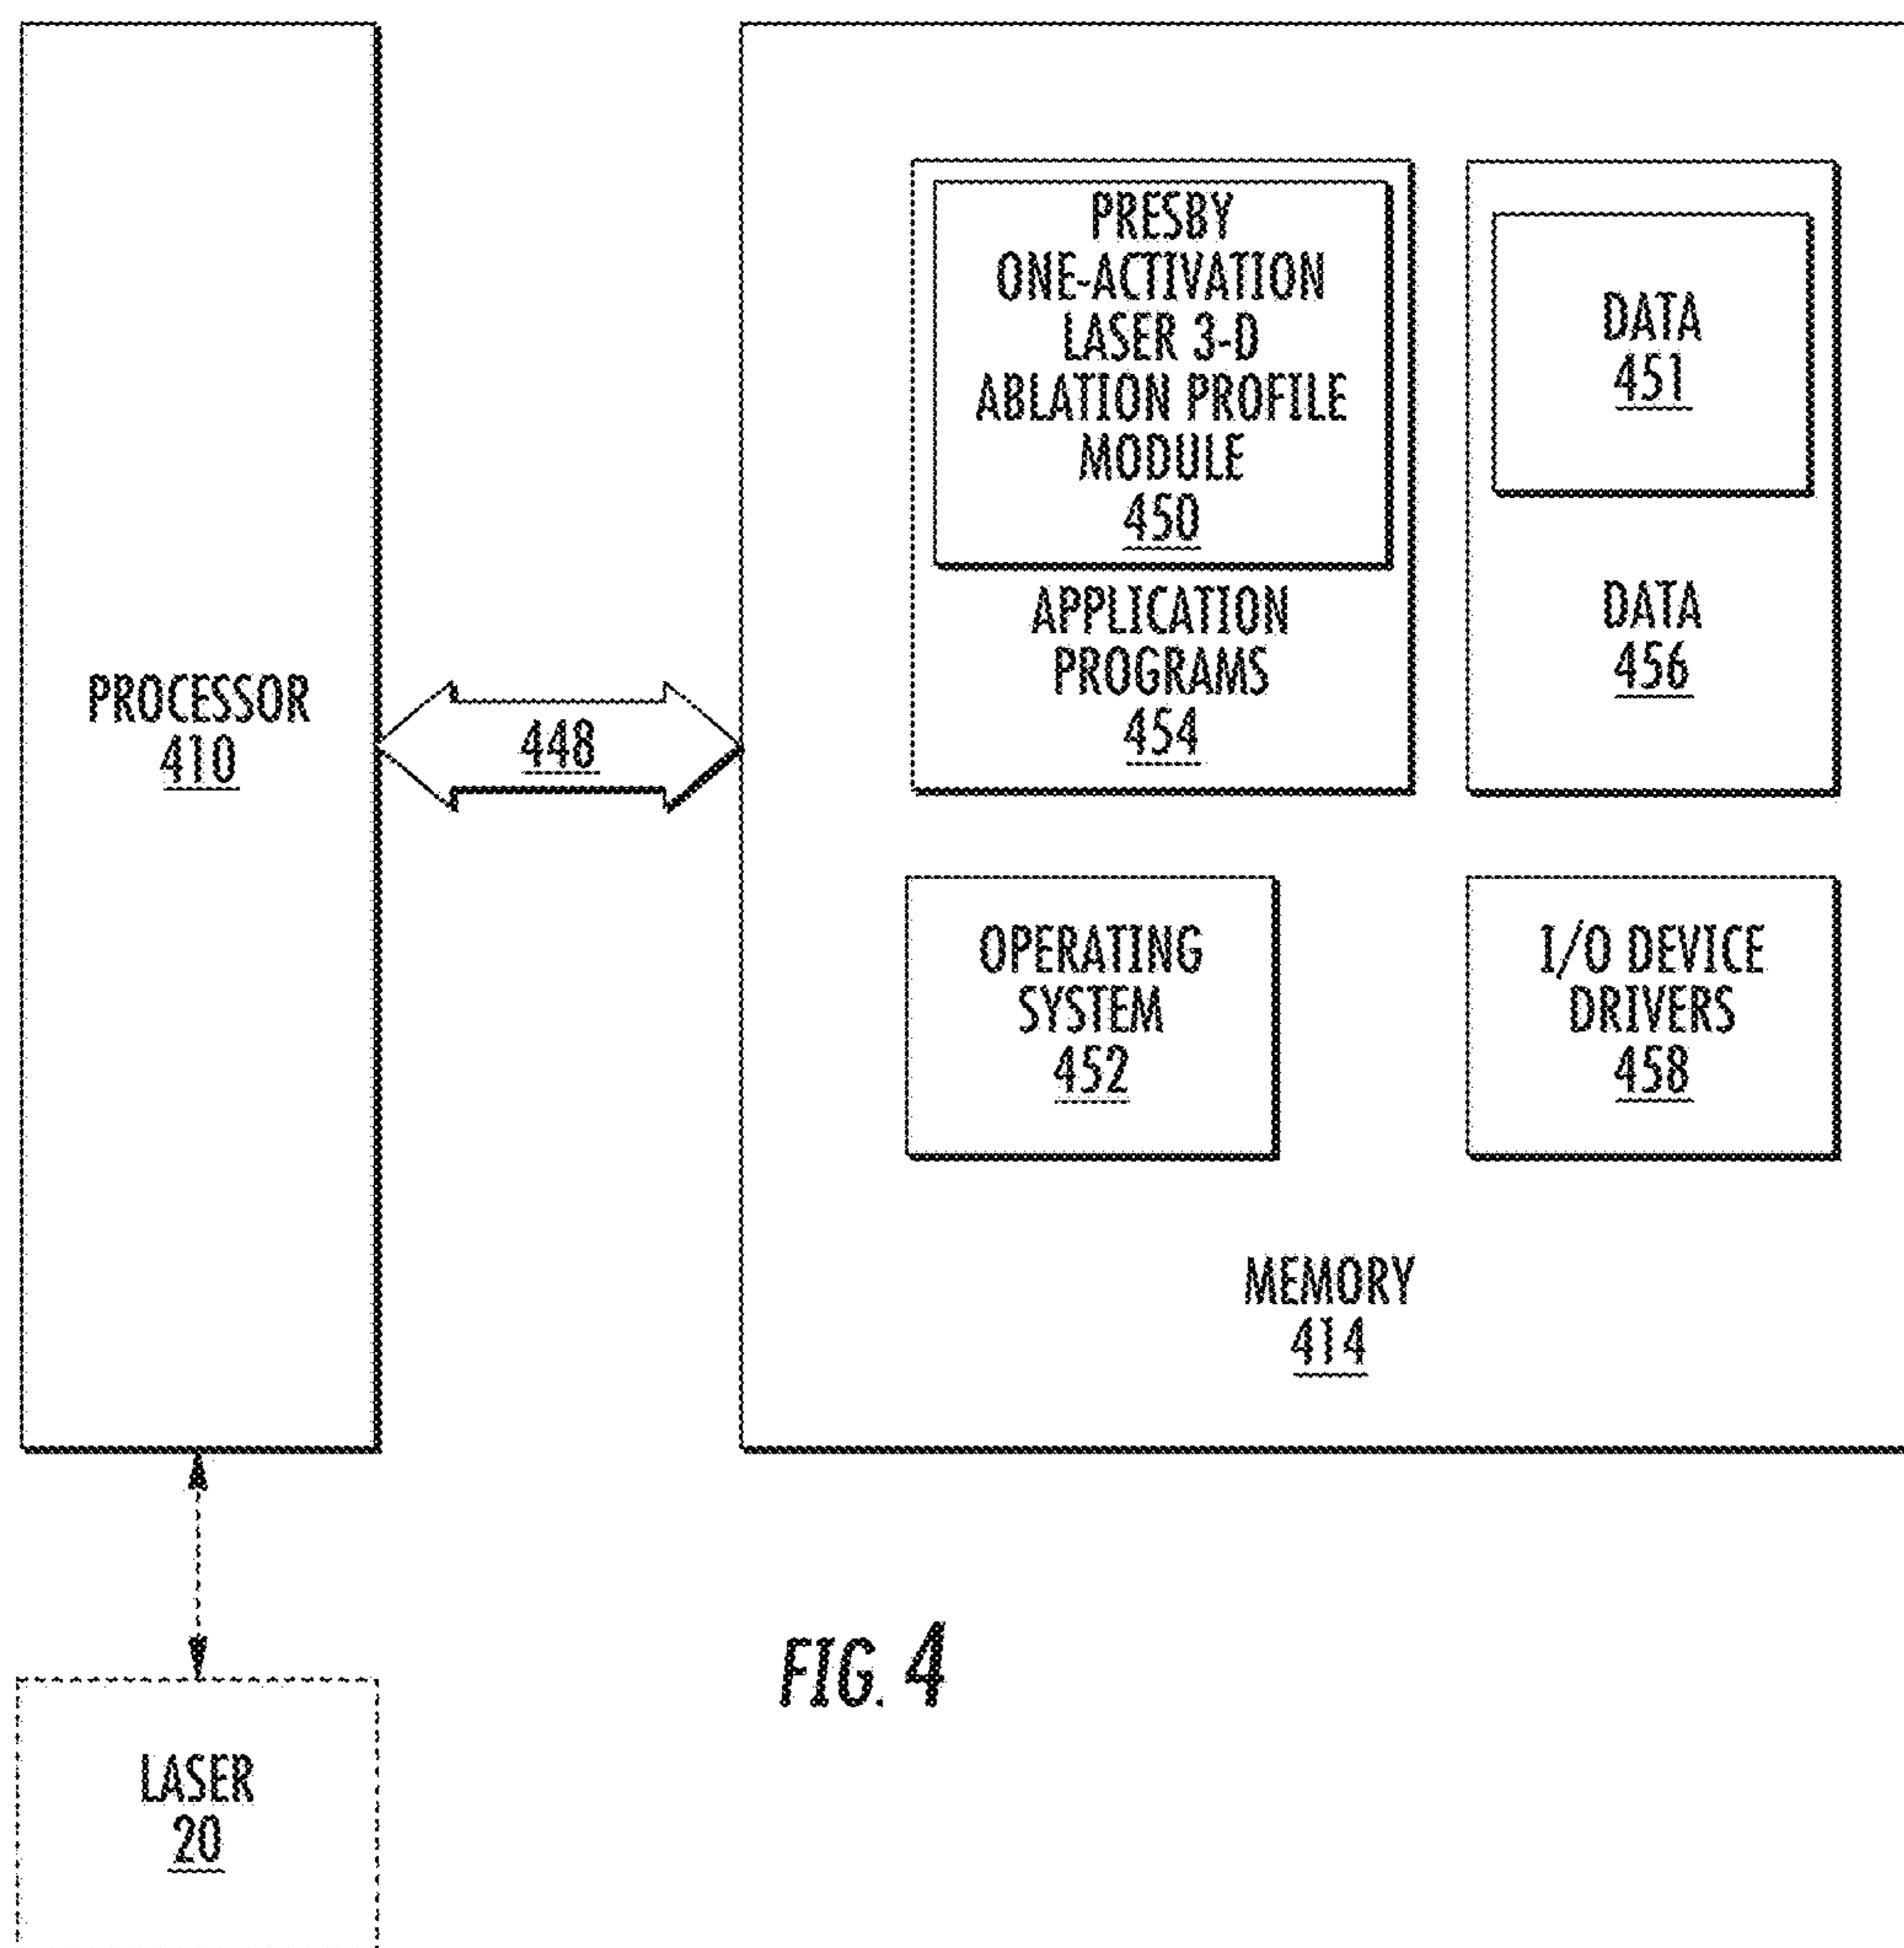 PROCESSOR
410
448
PRESBY
ONE-ACTIVATION
LASER 3-D
ABLATION PROFILE
MODULE
450
APPLICATION
PROGRAMS
454
DATA
451
DATA
456
OPERATING
SYSTEM
452
I/O DEVICE
DRIVERS
458
MEMORY
414
LASER
20
FIG. 4